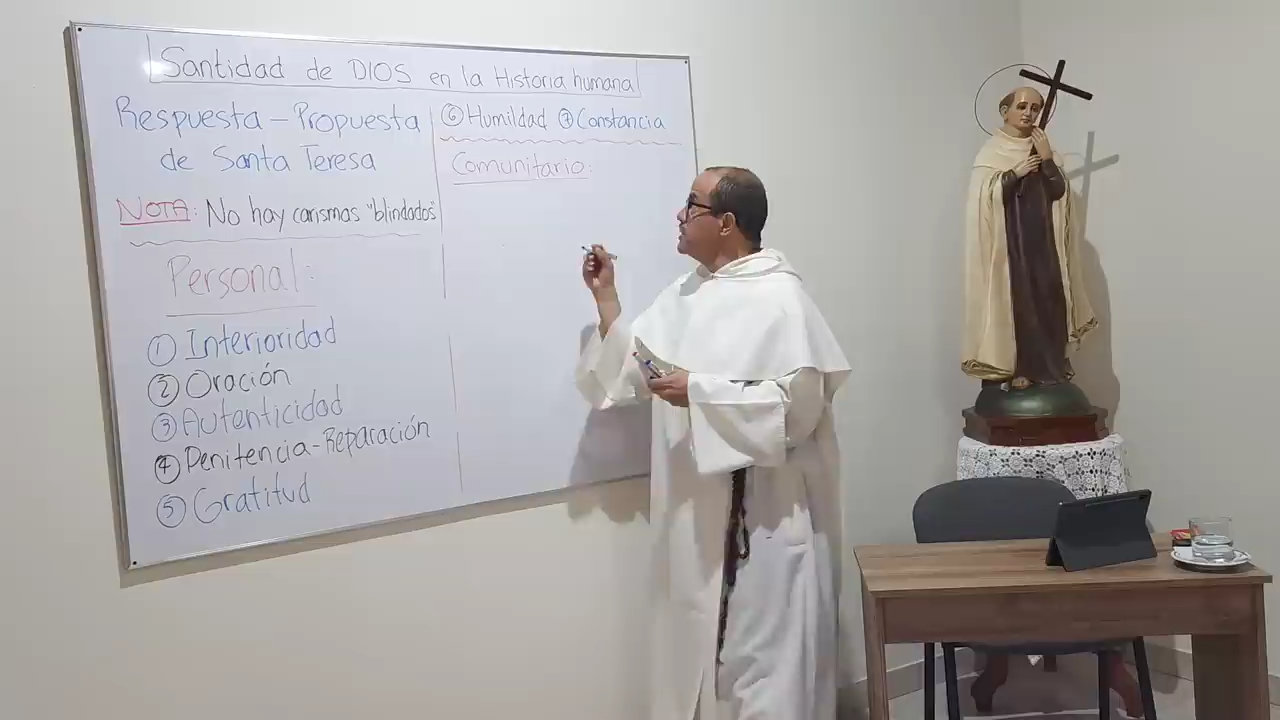 Santidad de DIOS en la Historia humana
Respuesta - Propuesta
de Santa Teresa
NOTA: No hay carismas "blindados"
Personal:
① Interioridad
② Oración
③ Autenticidad
④ Penitencia-Reparación
⑤ Gratitud
⑥ Humildad ⑦ Constancia
Comunitario: